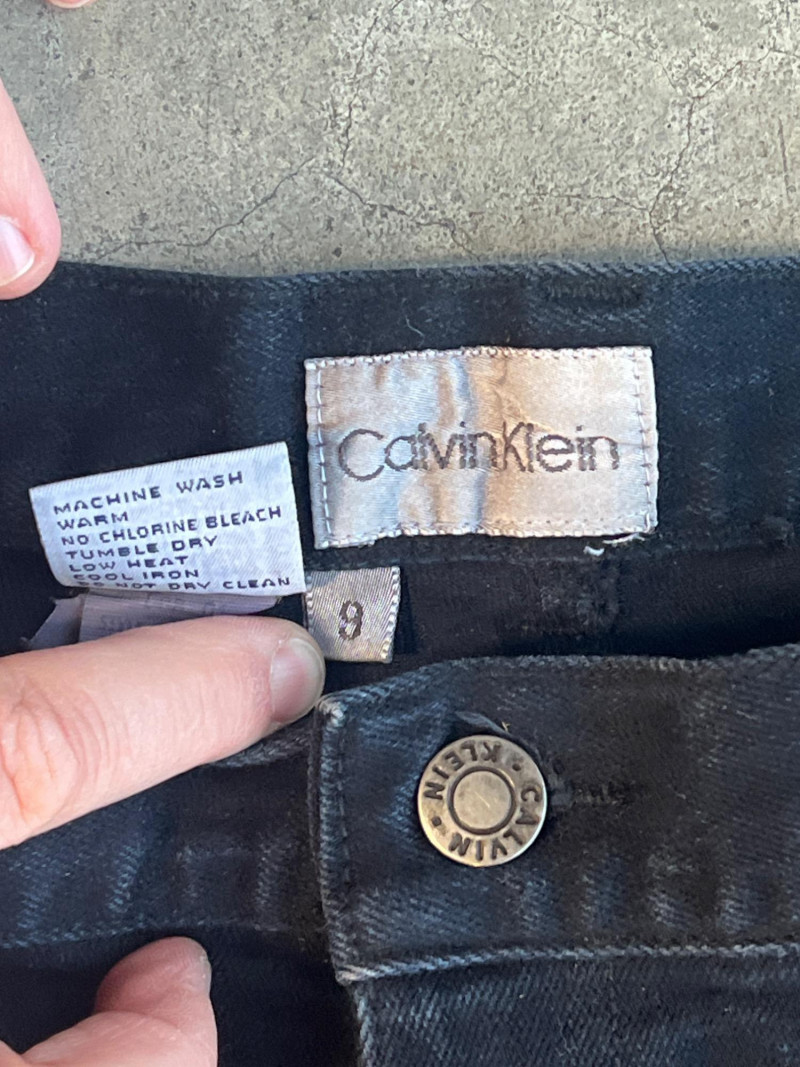 CalvinKlein
MACHINE WASH
WARM
NO CHLORINE BLEACH
TUMBLE DRY
LOW HEAT
COOL IRON
DO NOT DRY CLEAN
CALVIN • KLEIN •